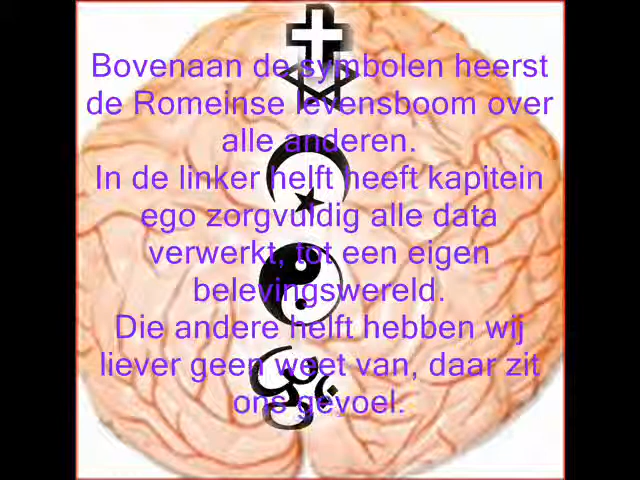 Bovenaan de symbolen heerst
de Romeinse levensboom over
alle anderen.
In de linker helft heeft kapitein
ego zorgvuldig alle data
verwerkt, tot een eigen
belevingswereld.
Die andere helft hebben wij
liever geen weet van, daar zit
ons gevoel.